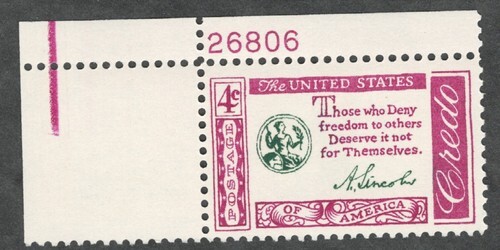 26806
The UNITED STATES
4c
POSTAGE
Those who Deny
freedom to others
Deserve it not
for Themselves.
A. Lincoln
OF AMERICA
Credo